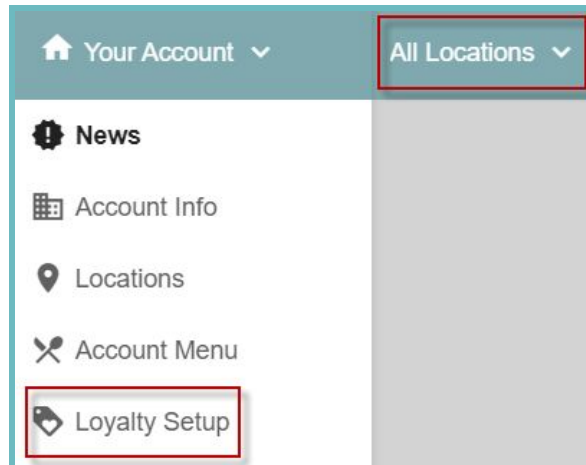 Your Account
All Locations
News
Account Info
Locations
Account Menu
Loyalty Setup